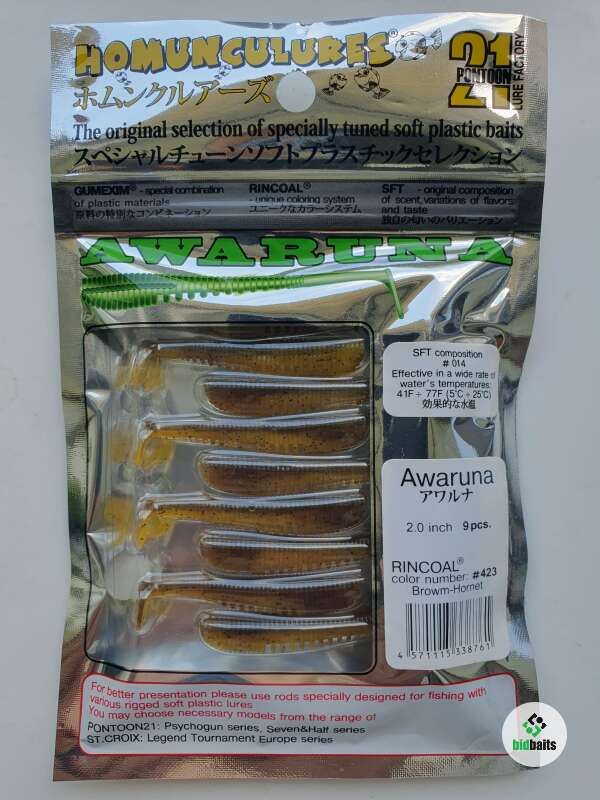 HOMUNCULURES®
ホムンクルアーズ
21
PONTOON
LURE FACTORY
The original selection of specially tuned soft plastic baits
スペシャルチューンソフトプラスチックセレクション
GUMEXIM® - special combination
of plastic materials
原料の特別なコンビネーション
RINCOAL®
- unique coloring system
ユニークなカラーシステム
SFT - original composition
of scent, variations of flavors
and taste
独自の匂いのバリエーション
AWARUNA
SFT composition
# 014
Effective in a wide rate of
water's temperatures:
41F ÷ 77F (5°C ÷ 25°C)
効果的な水温
Awaruna
アワルナ
2.0 inch 9 pcs.
RINCOAL®
color number: #423
Browm-Hornet
4 571115 338761
For better presentation please use rods specially designed for fishing with
various rigged soft plastic lures
You may choose necessary models from the range of
PONTOON21: Psychogun series, Seven&Half series
ST.CROIX: Legend Tournament Europe series
bidbaits